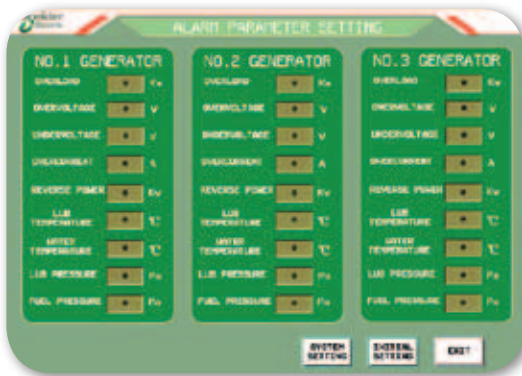 ALARM PARAMETER SETTING
NO.1 GENERATOR
OVERLOAD Kw
OVERVOLTAGE V
UNDERVOLTAGE V
OVERCURRENT A
REVERSE POWER Kw
LUB TEMPERATURE ℃
WATER TEMPERATURE ℃
LUB PRESSURE Pa
FUEL PRESSURE Pa
NO.2 GENERATOR
OVERLOAD Kw
OVERVOLTAGE V
UNDERVOLTAGE V
OVERCURRENT A
REVERSE POWER Kw
LUB TEMPERATURE ℃
WATER TEMPERATURE ℃
LUB PRESSURE Pa
FUEL PRESSURE Pa
NO.3 GENERATOR
OVERLOAD Kw
OVERVOLTAGE V
UNDERVOLTAGE V
OVERCURRENT A
REVERSE POWER Kw
LUB TEMPERATURE ℃
WATER TEMPERATURE ℃
LUB PRESSURE Pa
FUEL PRESSURE Pa
SYSTEM SETTING
SETTING
EXIT